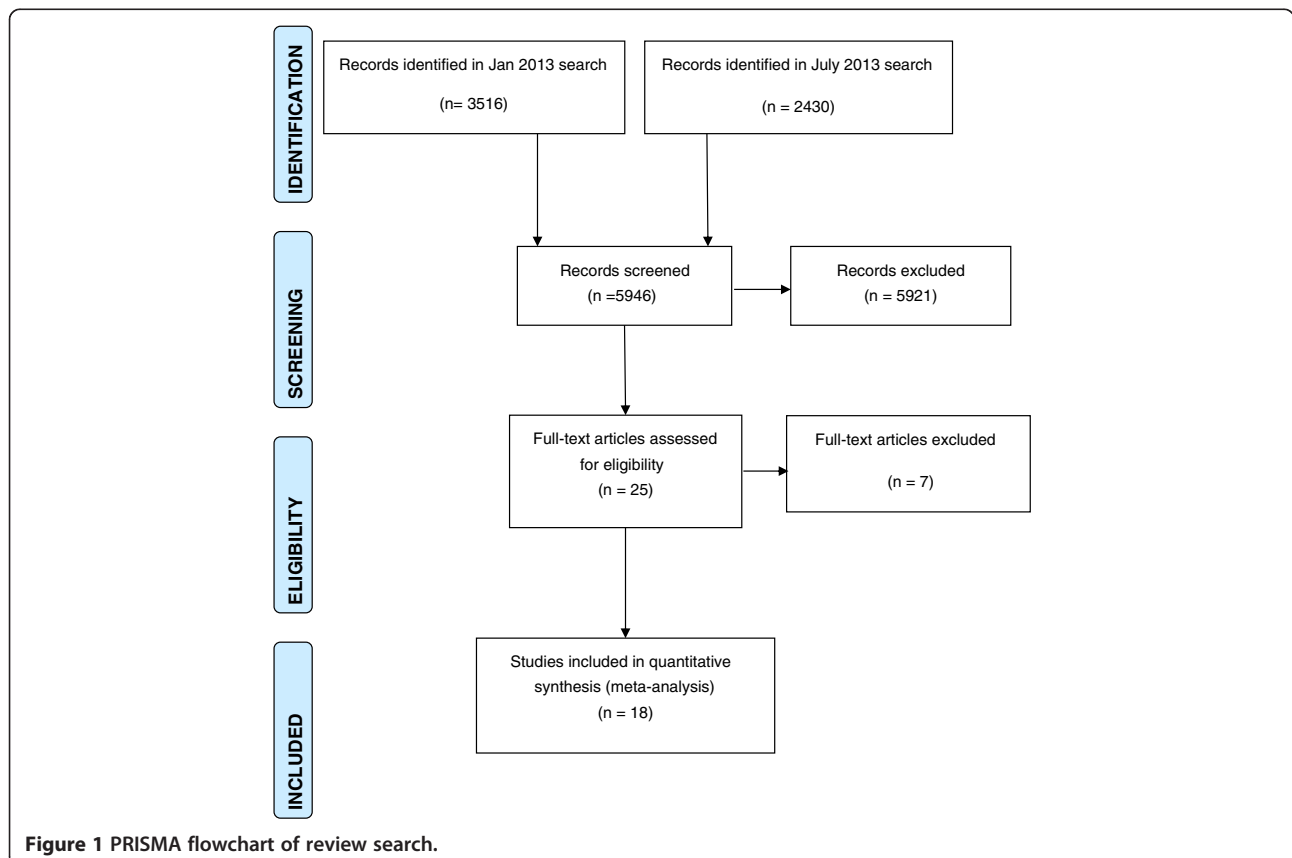 IDENTIFICATION
Records identified in Jan 2013 search
(n= 3516)
Records identified in July 2013 search
(n = 2430)
SCREENING
Records screened
(n =5946)
Records excluded
(n = 5921)
ELIGIBILITY
Full-text articles assessed
for eligibility
(n = 25)
Full-text articles excluded
(n = 7)
INCLUDED
Studies included in quantitative
synthesis (meta-analysis)
(n = 18)
Figure 1 PRISMA flowchart of review search.